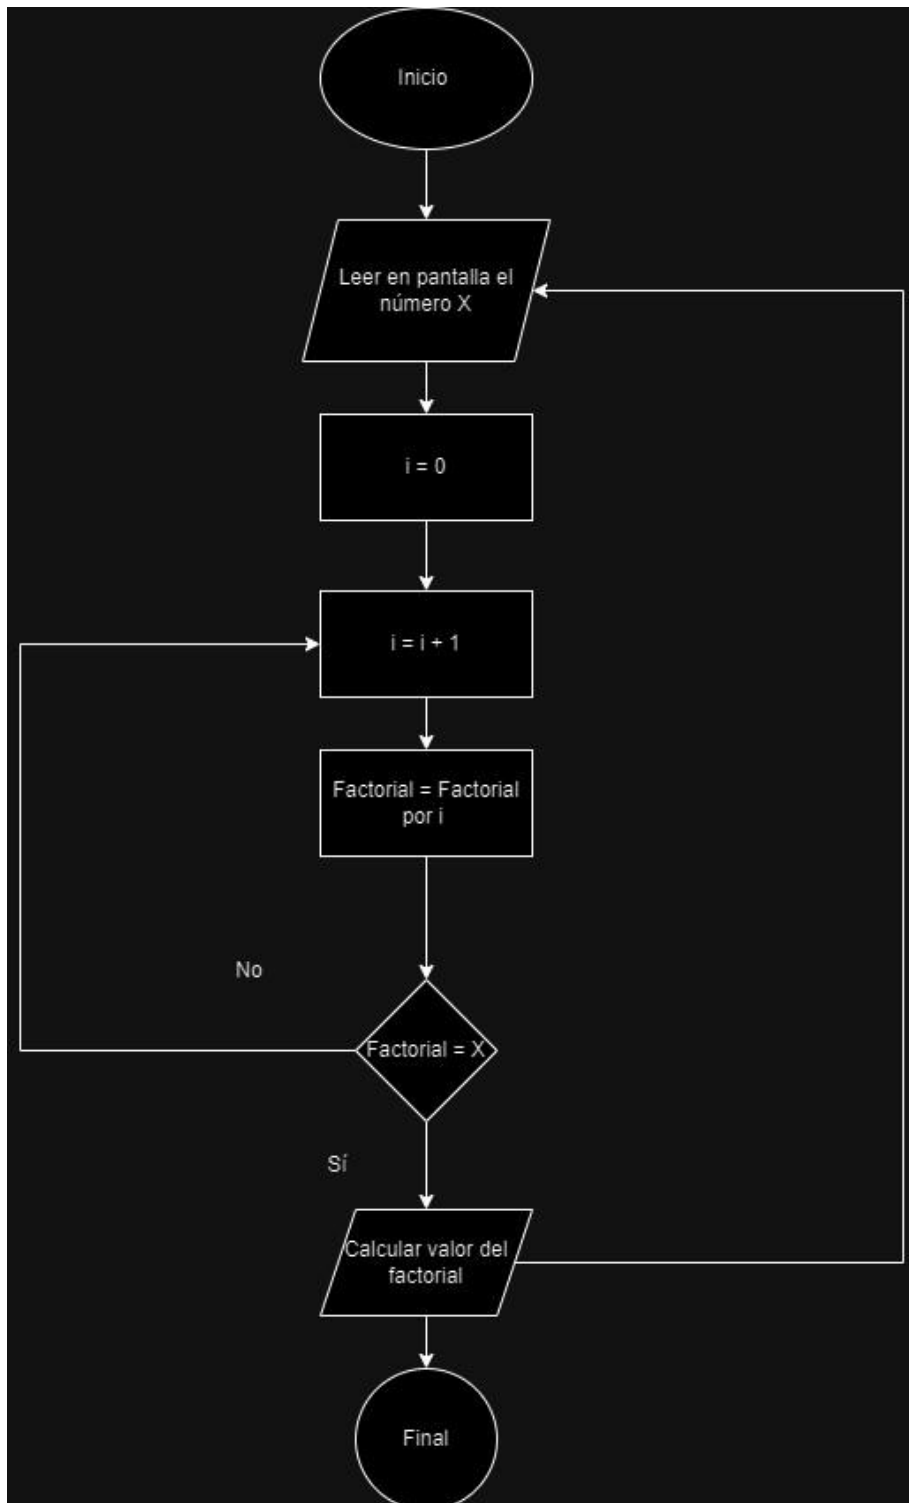 Inicio
Leer en pantalla el
número X
i = 0
i = i + 1
Factorial = Factorial
por i
No
Factorial = X
Sí
Calcular valor del
factorial
Final